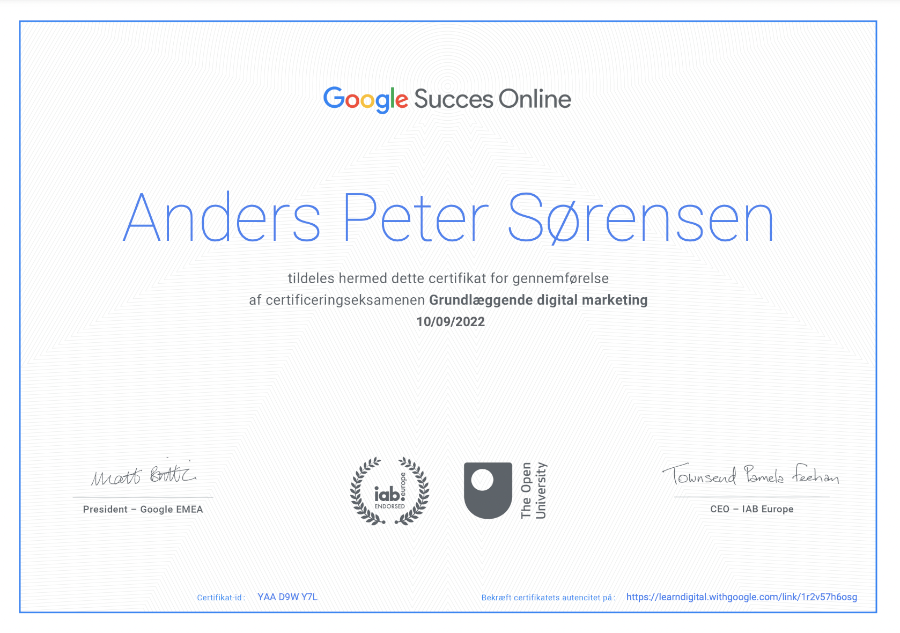 Google Succes Online
Anders Peter Sørensen
tildeles hermed dette certifikat for gennemførelse
af certificeringseksamenen Grundlæggende digital marketing
10/09/2022
Matt Brittin
Townsend Pamela Feehan
President – Google EMEA
iab.europe
ENDORSED
The Open
University
CEO – IAB Europe
Certifikat-id: YAA D9W Y7L
Bekræft certifikatets autencitet på: https://learndigital.withgoogle.com/link/1r2v57h6osg